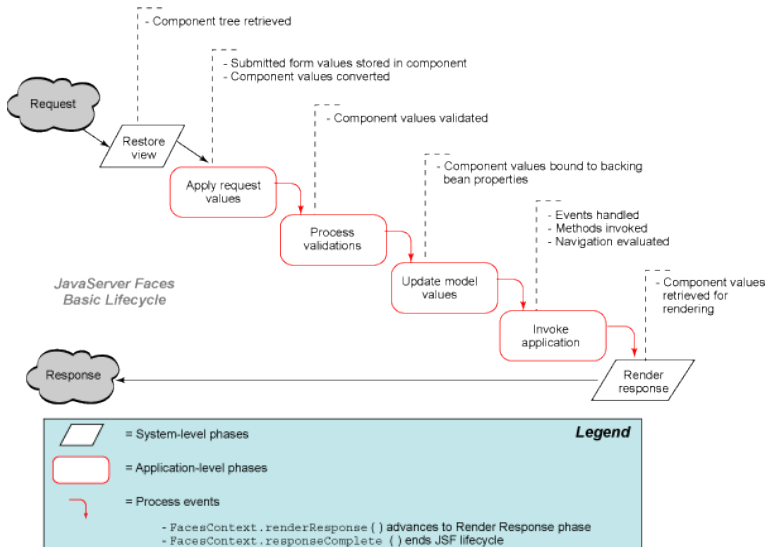 - Component tree retrieved
- Submitted form values stored in component
- Component values converted
Request
- Component values validated
Restore
view
- Component values bound to backing
bean properties
Apply request
values
- Events handled
- Methods invoked
- Navigation evaluated
Process
validations
JavaServer Faces
Basic Lifecycle
Update model
values
- Component values
retrieved for
rendering
Invoke
application
Response
Render
response
Legend
= System-level phases
= Application-level phases
= Process events
- FacesContext.renderResponse ( ) advances to Render Response phase
- FacesContext.responseComplete ( ) ends JSF lifecycle